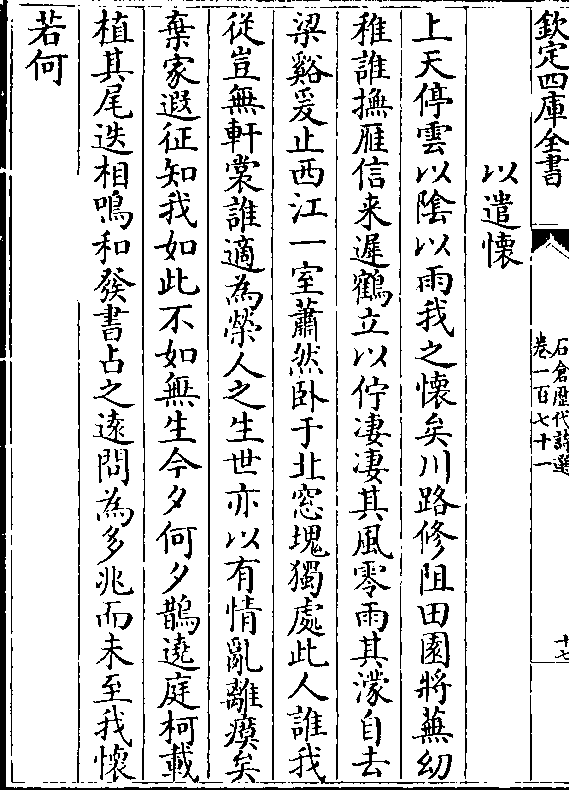 欽定四庫全書
石倉歴代詩選
卷一百七十一
十七
以遣懷
上天停雲以隂以雨我之懷矣川路修阻田園將蕪幼
稚誰撫雁信来遲鶴立以佇凄凄其風零雨其濛自去
梁谿爰止西江一室蕭然卧于北窓塊獨處此人誰我
從豈無軒裳誰適為榮人之生世亦以有情亂離瘼矣
棄家遐征知我如此不如無生今夕何夕鵲遶庭柯載
植其尾迭相鳴和發書占之逺問為多兆而未至我懷
若何